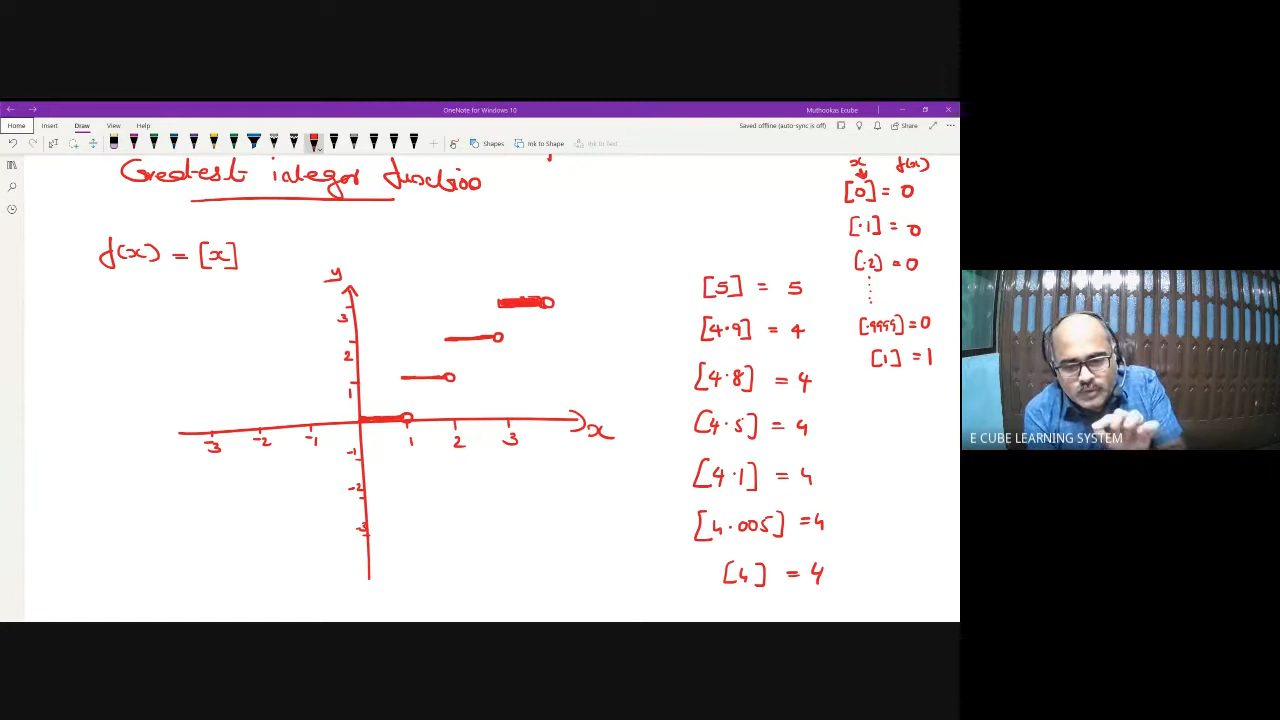 OneNote for Windows 10
Muthookas Ecube
Home Insert Draw View Help
Saved offline (auto-sync is off)
Share
Shapes
Ink to Shape
Ink to Text
Greatest integer function
f(x) = [x]
x f(x)
[0] = 0
[.1] = 0
[.2] = 0
[.9999] = 0
[1] = 1
[5] = 5
[4.9] = 4
[4.8] = 4
[4.5] = 4
[4.1] = 4
[4.005] = 4
[4] = 4
y
3
2
1
-3 -2 -1 1 2 3 x
-1
-2
-3
E CUBE LEARNING SYSTEM